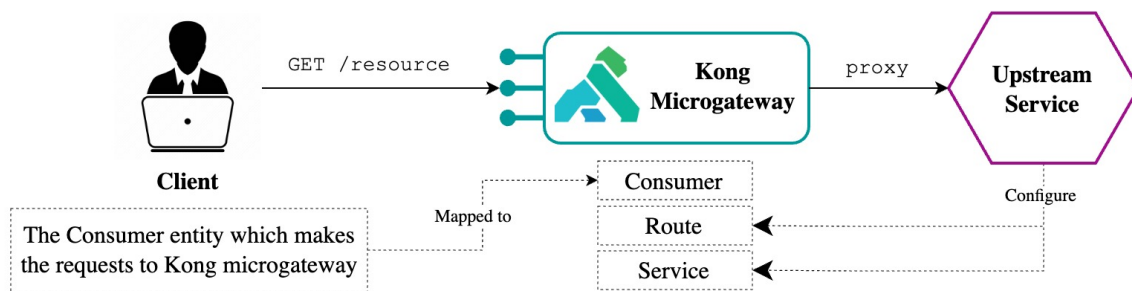 GET /resource
Kong
Microgateway
proxy
Upstream
Service
Client
The Consumer entity which makes
the requests to Kong microgateway
Mapped to
Consumer
Route
Service
Configure